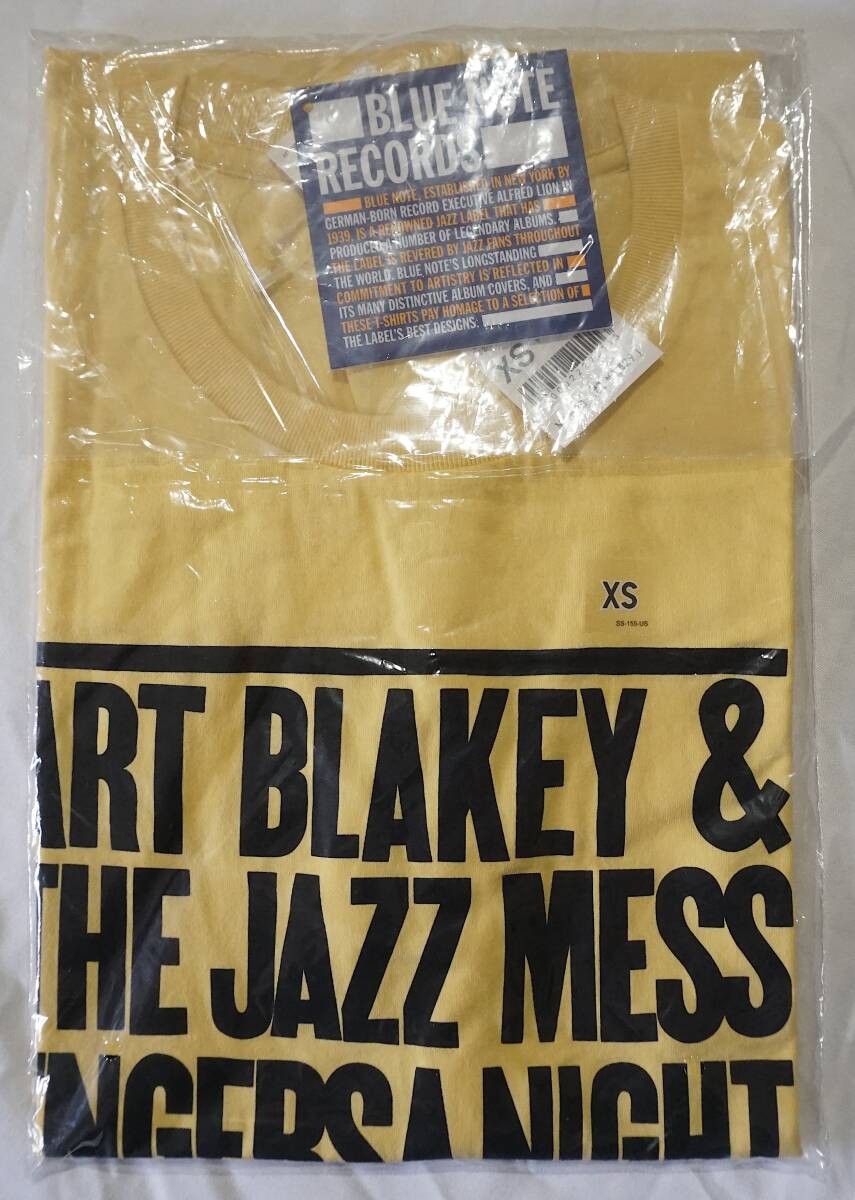 BLUE NOTE
RECORDS
BLUE NOTE, ESTABLISHED IN NEW YORK BY
GERMAN-BORN RECORD EXECUTIVE ALFRED LION IN
1939, IS A RENOWNED JAZZ LABEL THAT HAS
PRODUCED A NUMBER OF LEGENDARY ALBUMS.
THE LABEL IS REVERED BY JAZZ FANS THROUGHOUT
THE WORLD. BLUE NOTE'S LONGSTANDING
COMMITMENT TO ARTISTRY IS REFLECTED IN
ITS MANY DISTINCTIVE ALBUM COVERS, AND
THESE T-SHIRTS PAY HOMAGE TO A SELECTION OF
THE LABEL'S BEST DESIGNS.
XS
XS
SS-155-US
ART BLAKEY &
THE JAZZ MESS
ENGERS A NIGHT